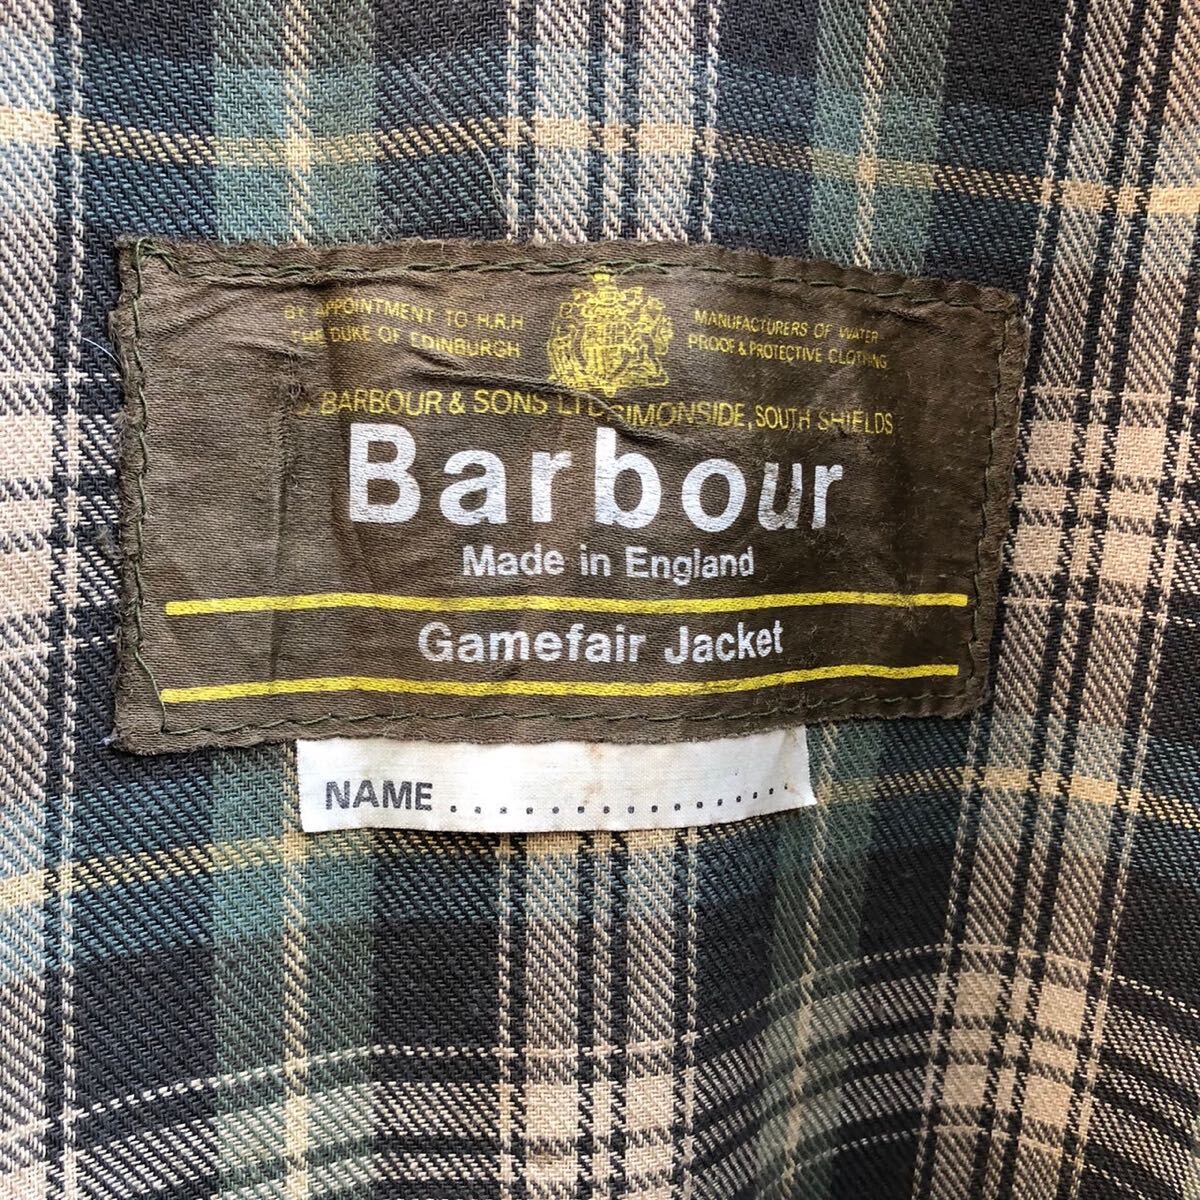 BY APPOINTMENT TO H.R.H
THE DUKE OF EDINBURGH
MANUFACTURERS OF WATER
PROOF & PROTECTIVE CLOTHING
BARBOUR & SONS LTD SIMONSIDE, SOUTH SHIELDS
Barbour
Made in England
Gamefair Jacket
NAME ..................